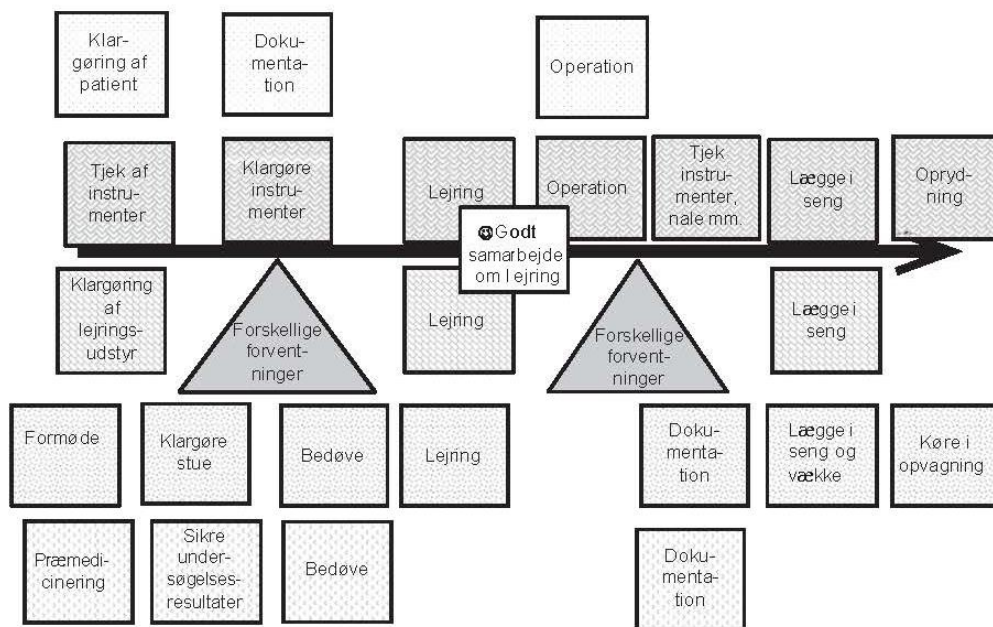 Klar-
gøring af
patient
Doku-
menta-
tion
Operation
Tjek af
instru-
menter
Klargøre
instru-
menter
Lejring
Operation
Tjek
instru-
menter,
nale mm.
Lægge i
seng
Opryd-
ning
Godt
samarbejde
om lejring
Klargøring
af
lejrings-
udstyr
Forskellige
forvent-
ninger
Lejring
Forskellige
forvent-
ninger
Lægge i
seng
Formøde
Klargøre
stue
Bedøve
Lejring
Doku-
menta-
tion
Lægge i
seng og
vække
Køre i
opvagning
Præmedi-
cinering
Sikre
under-
søgelses-
resultater
Bedøve
Doku-
menta-
tion